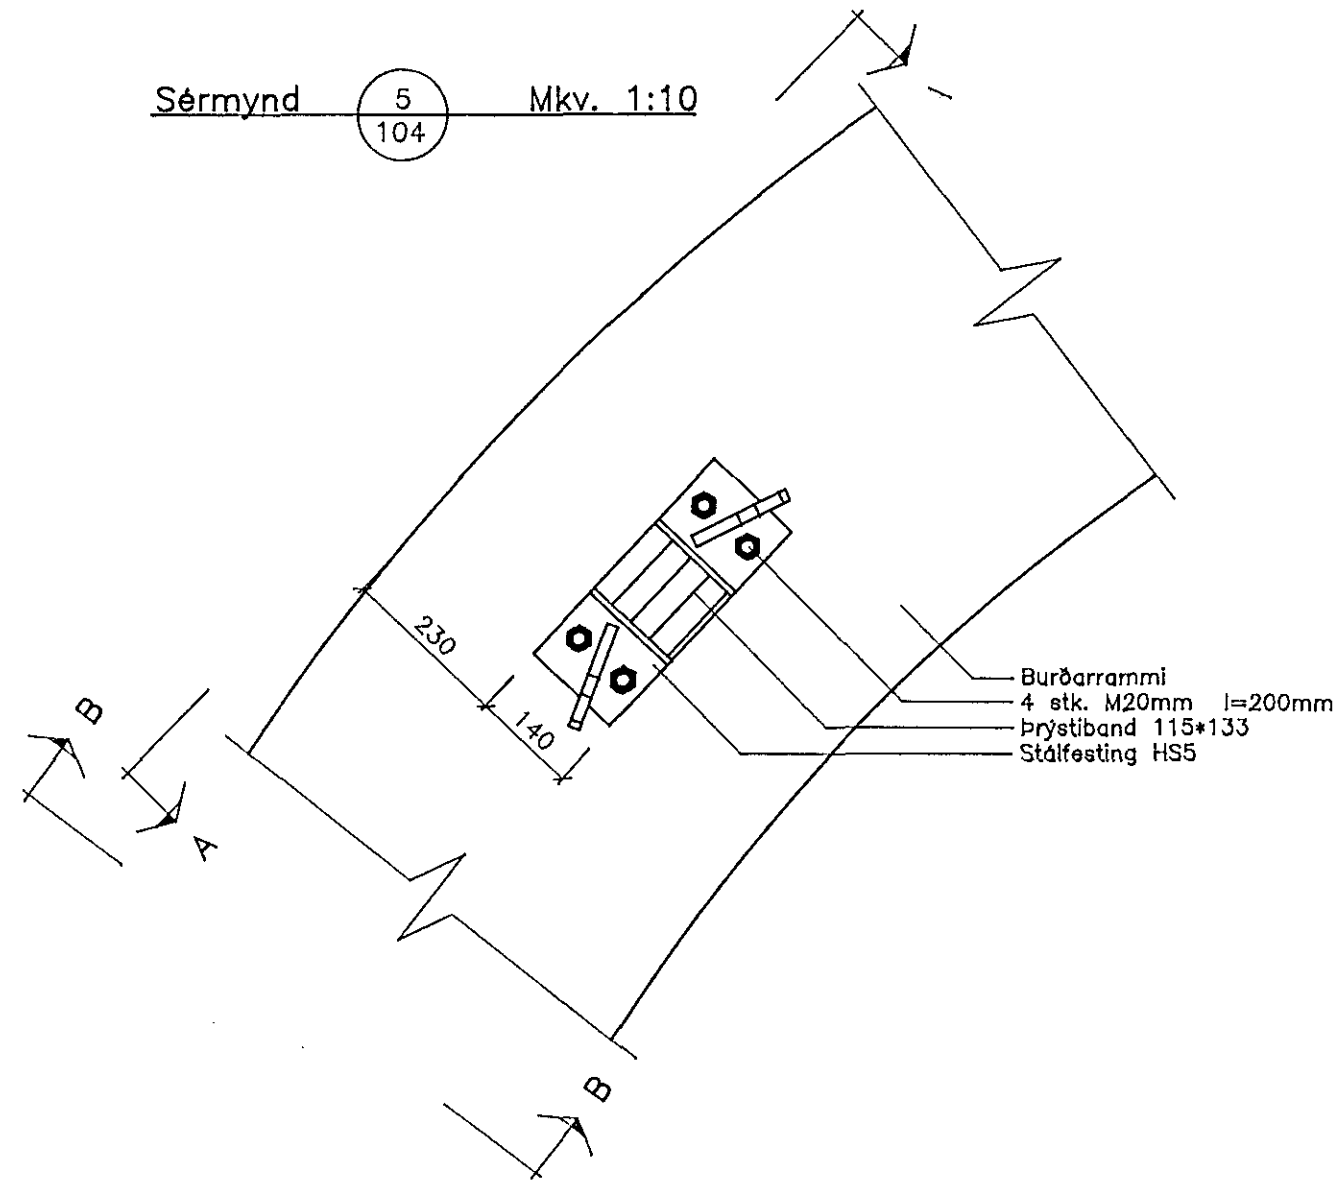 Sérmynd 5 Mkv. 1:10
104
230
140
Burðarrammi
4 stk. M20mm l=200mm
Þrýstiband 115*133
Stálfesting HS5
B
A
B